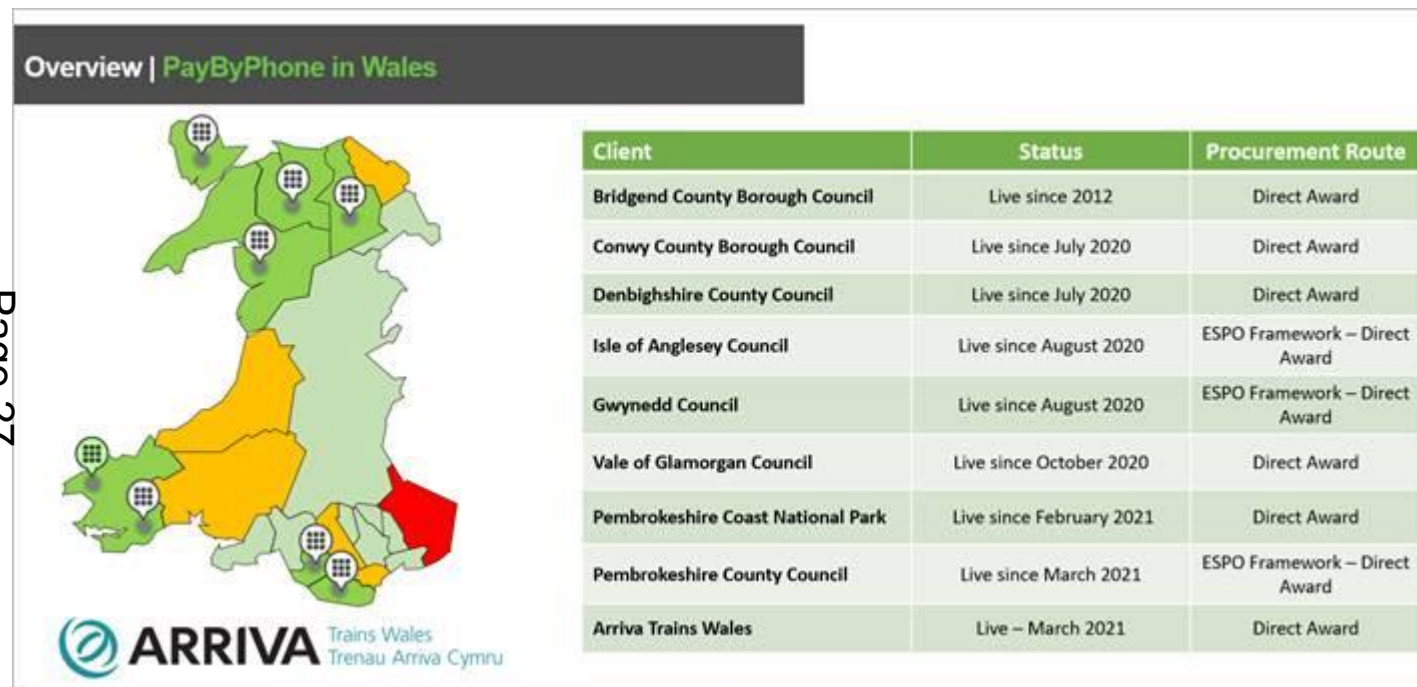 Overview | PayByPhone in Wales
Client Status Procurement Route
Bridgend County Borough Council Live since 2012 Direct Award
Conwy County Borough Council Live since July 2020 Direct Award
Denbighshire County Council Live since July 2020 Direct Award
Isle of Anglesey Council Live since August 2020 ESPO Framework – Direct
Award
Gwynedd Council Live since August 2020 ESPO Framework – Direct
Award
Vale of Glamorgan Council Live since October 2020 Direct Award
Pembrokeshire Coast National Park Live since February 2021 Direct Award
Pembrokeshire County Council Live since March 2021 ESPO Framework – Direct
Award
Arriva Trains Wales Live – March 2021 Direct Award
ARRIVA Trains Wales
Trenau Arriva Cymru
Page 27